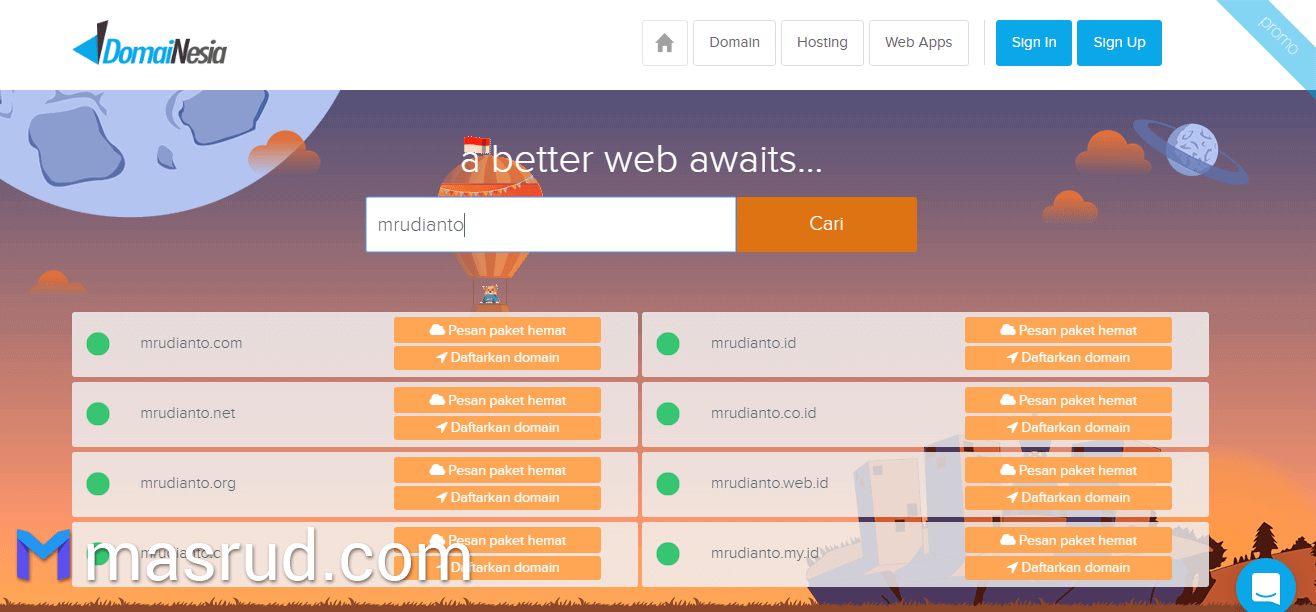 DomaiNesia
Domain
Hosting
Web Apps
Sign In
Sign Up
promo
a better web awaits...
mrudianto
Cari
mrudianto.com
Pesan paket hemat
Daftarkan domain
mrudianto.id
Pesan paket hemat
Daftarkan domain
mrudianto.net
Pesan paket hemat
Daftarkan domain
mrudianto.co.id
Pesan paket hemat
Daftarkan domain
mrudianto.org
Pesan paket hemat
Daftarkan domain
mrudianto.web.id
Pesan paket hemat
Daftarkan domain
Pesan paket hemat
Daftarkan domain
mrudianto.my.id
Pesan paket hemat
Daftarkan domain
masrud.com